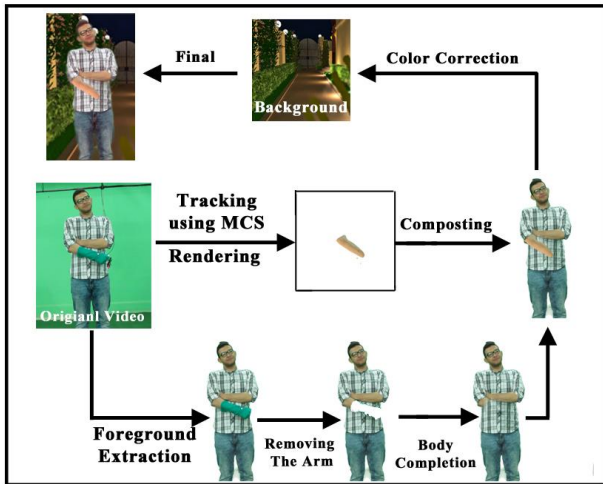 Final
Color Correction
Background
Tracking
using MCS
Rendering
Composting
Origianl Video
Foreground
Extraction
Removing
The Arm
Body
Completion